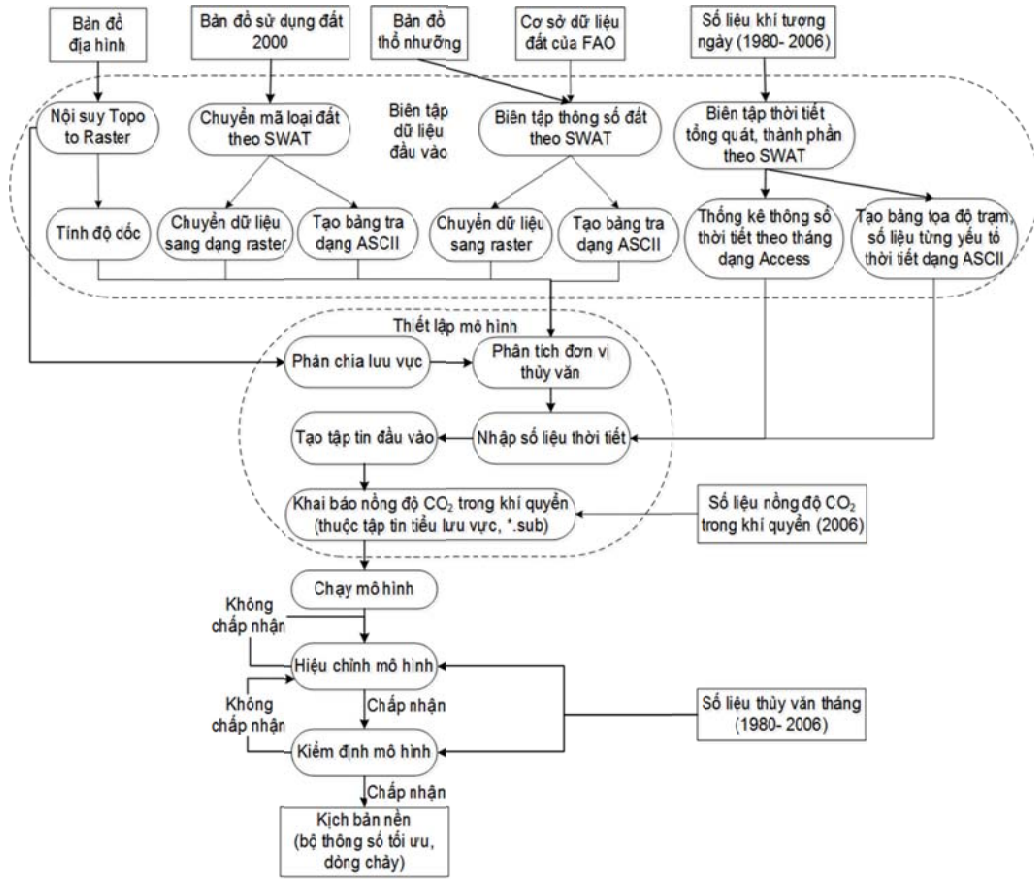 Bản đồ
địa hình
Bản đồ sử dụng đất
2000
Bản đồ
thổ nhưỡng
Cơ sở dữ liệu
đất của FAO
Số liệu khí tượng
ngày (1980- 2006)
Nội suy Topo
to Raster
Chuyển mã loại đất
theo SWAT
Biên tập
dữ liệu
đầu vào
Biên tập thông số đất
theo SWAT
Biên tập thời tiết
tổng quát, thành phần
theo SWAT
Tính độ dốc
Chuyển dữ liệu
sang dạng raster
Tạo bảng tra
dạng ASCII
Chuyển dữ liệu
sang raster
Tạo bảng tra
dạng ASCII
Thống kê thông số
thời tiết theo tháng
dạng Access
Tạo bảng tọa độ trạm,
số liệu từng yếu tố
thời tiết dạng ASCII
Thiết lập mô hình
Phân chia lưu vực
Phân tích đơn vị
thủy văn
Tạo tập tin đầu vào
Nhập số liệu thời tiết
Khai báo nồng độ CO₂ trong khí quyển
(thuộc tập tin tiểu lưu vực, *.sub)
Số liệu nồng độ CO₂
trong khí quyển (2006)
Chạy mô hình
Không
chấp nhận
Hiệu chỉnh mô hình
Không
chấp nhận
Chấp nhận
Số liệu thủy văn tháng
(1980- 2006)
Kiểm định mô hình
Chấp nhận
Kịch bản nền
(bộ thông số tối ưu,
dòng chảy)